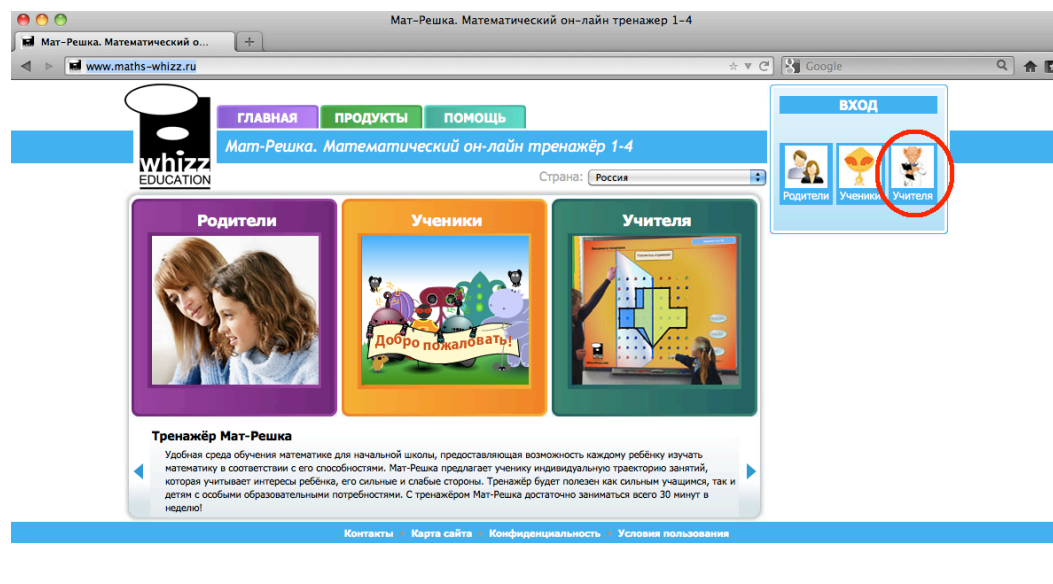 Мат-Решка. Математический он-лайн тренажер 1-4
Мат-Решка. Математический о...
www.maths-whizz.ru
Google
whizz
EDUCATION
ГЛАВНАЯ
ПРОДУКТЫ
ПОМОЩЬ
ВХОД
Мат-Решка. Математический он-лайн тренажёр 1-4
Страна: Россия
Родители
Ученики
Учителя
Родители
Ученики
Учителя
Добро пожаловать!
Тренажёр Мат-Решка
Удобная среда обучения математике для начальной школы, предоставляющая возможность каждому ребёнку изучать
математику в соответствии с его способностями. Мат-Решка предлагает ученику индивидуальную траекторию занятий,
которая учитывает интересы ребёнка, его сильные и слабые стороны. Тренажёр будет полезен как сильным учащимся, так и
детям с особыми образовательными потребностями. С тренажёром Мат-Решка достаточно заниматься всего 30 минут в
неделю!
Контакты Карта сайта Конфиденциальность Условия пользования